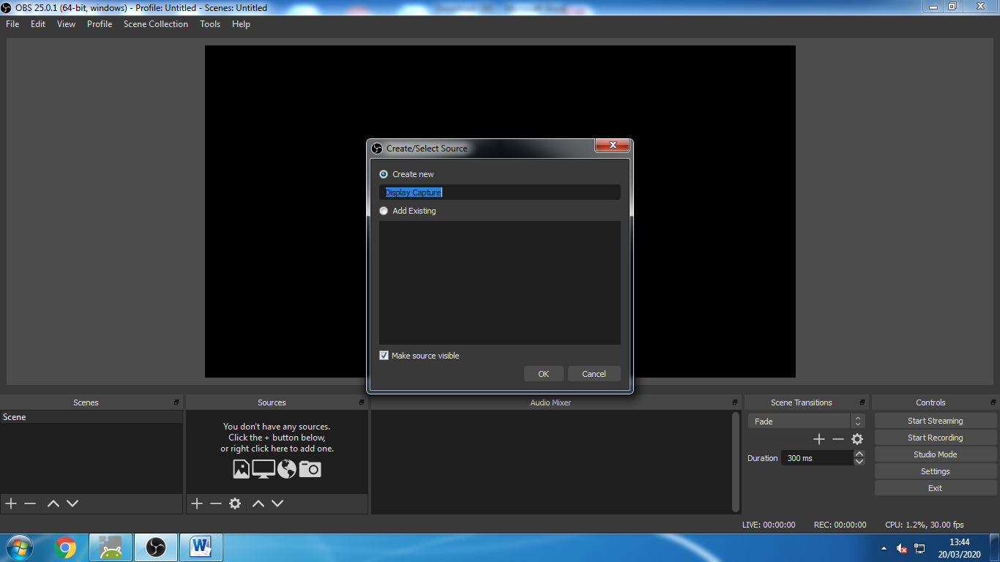 OBS 25.0.1 (64-bit, windows) - Profile: Untitled - Scenes: Untitled
File Edit View Profile Scene Collection Tools Help
Create/Select Source
Create new
Display Capture
Add Existing
Make source visible
OK Cancel
Scenes Sources Audio Mixer Scene Transitions Controls
Scene
You don't have any sources.
Click the + button below,
or right click here to add one.
Fade
Duration 300 ms
Start Streaming
Start Recording
Studio Mode
Settings
Exit
LIVE: 00:00:00 REC: 00:00:00 CPU: 1.2%, 30.00 fps
W
13:44
20/03/2020